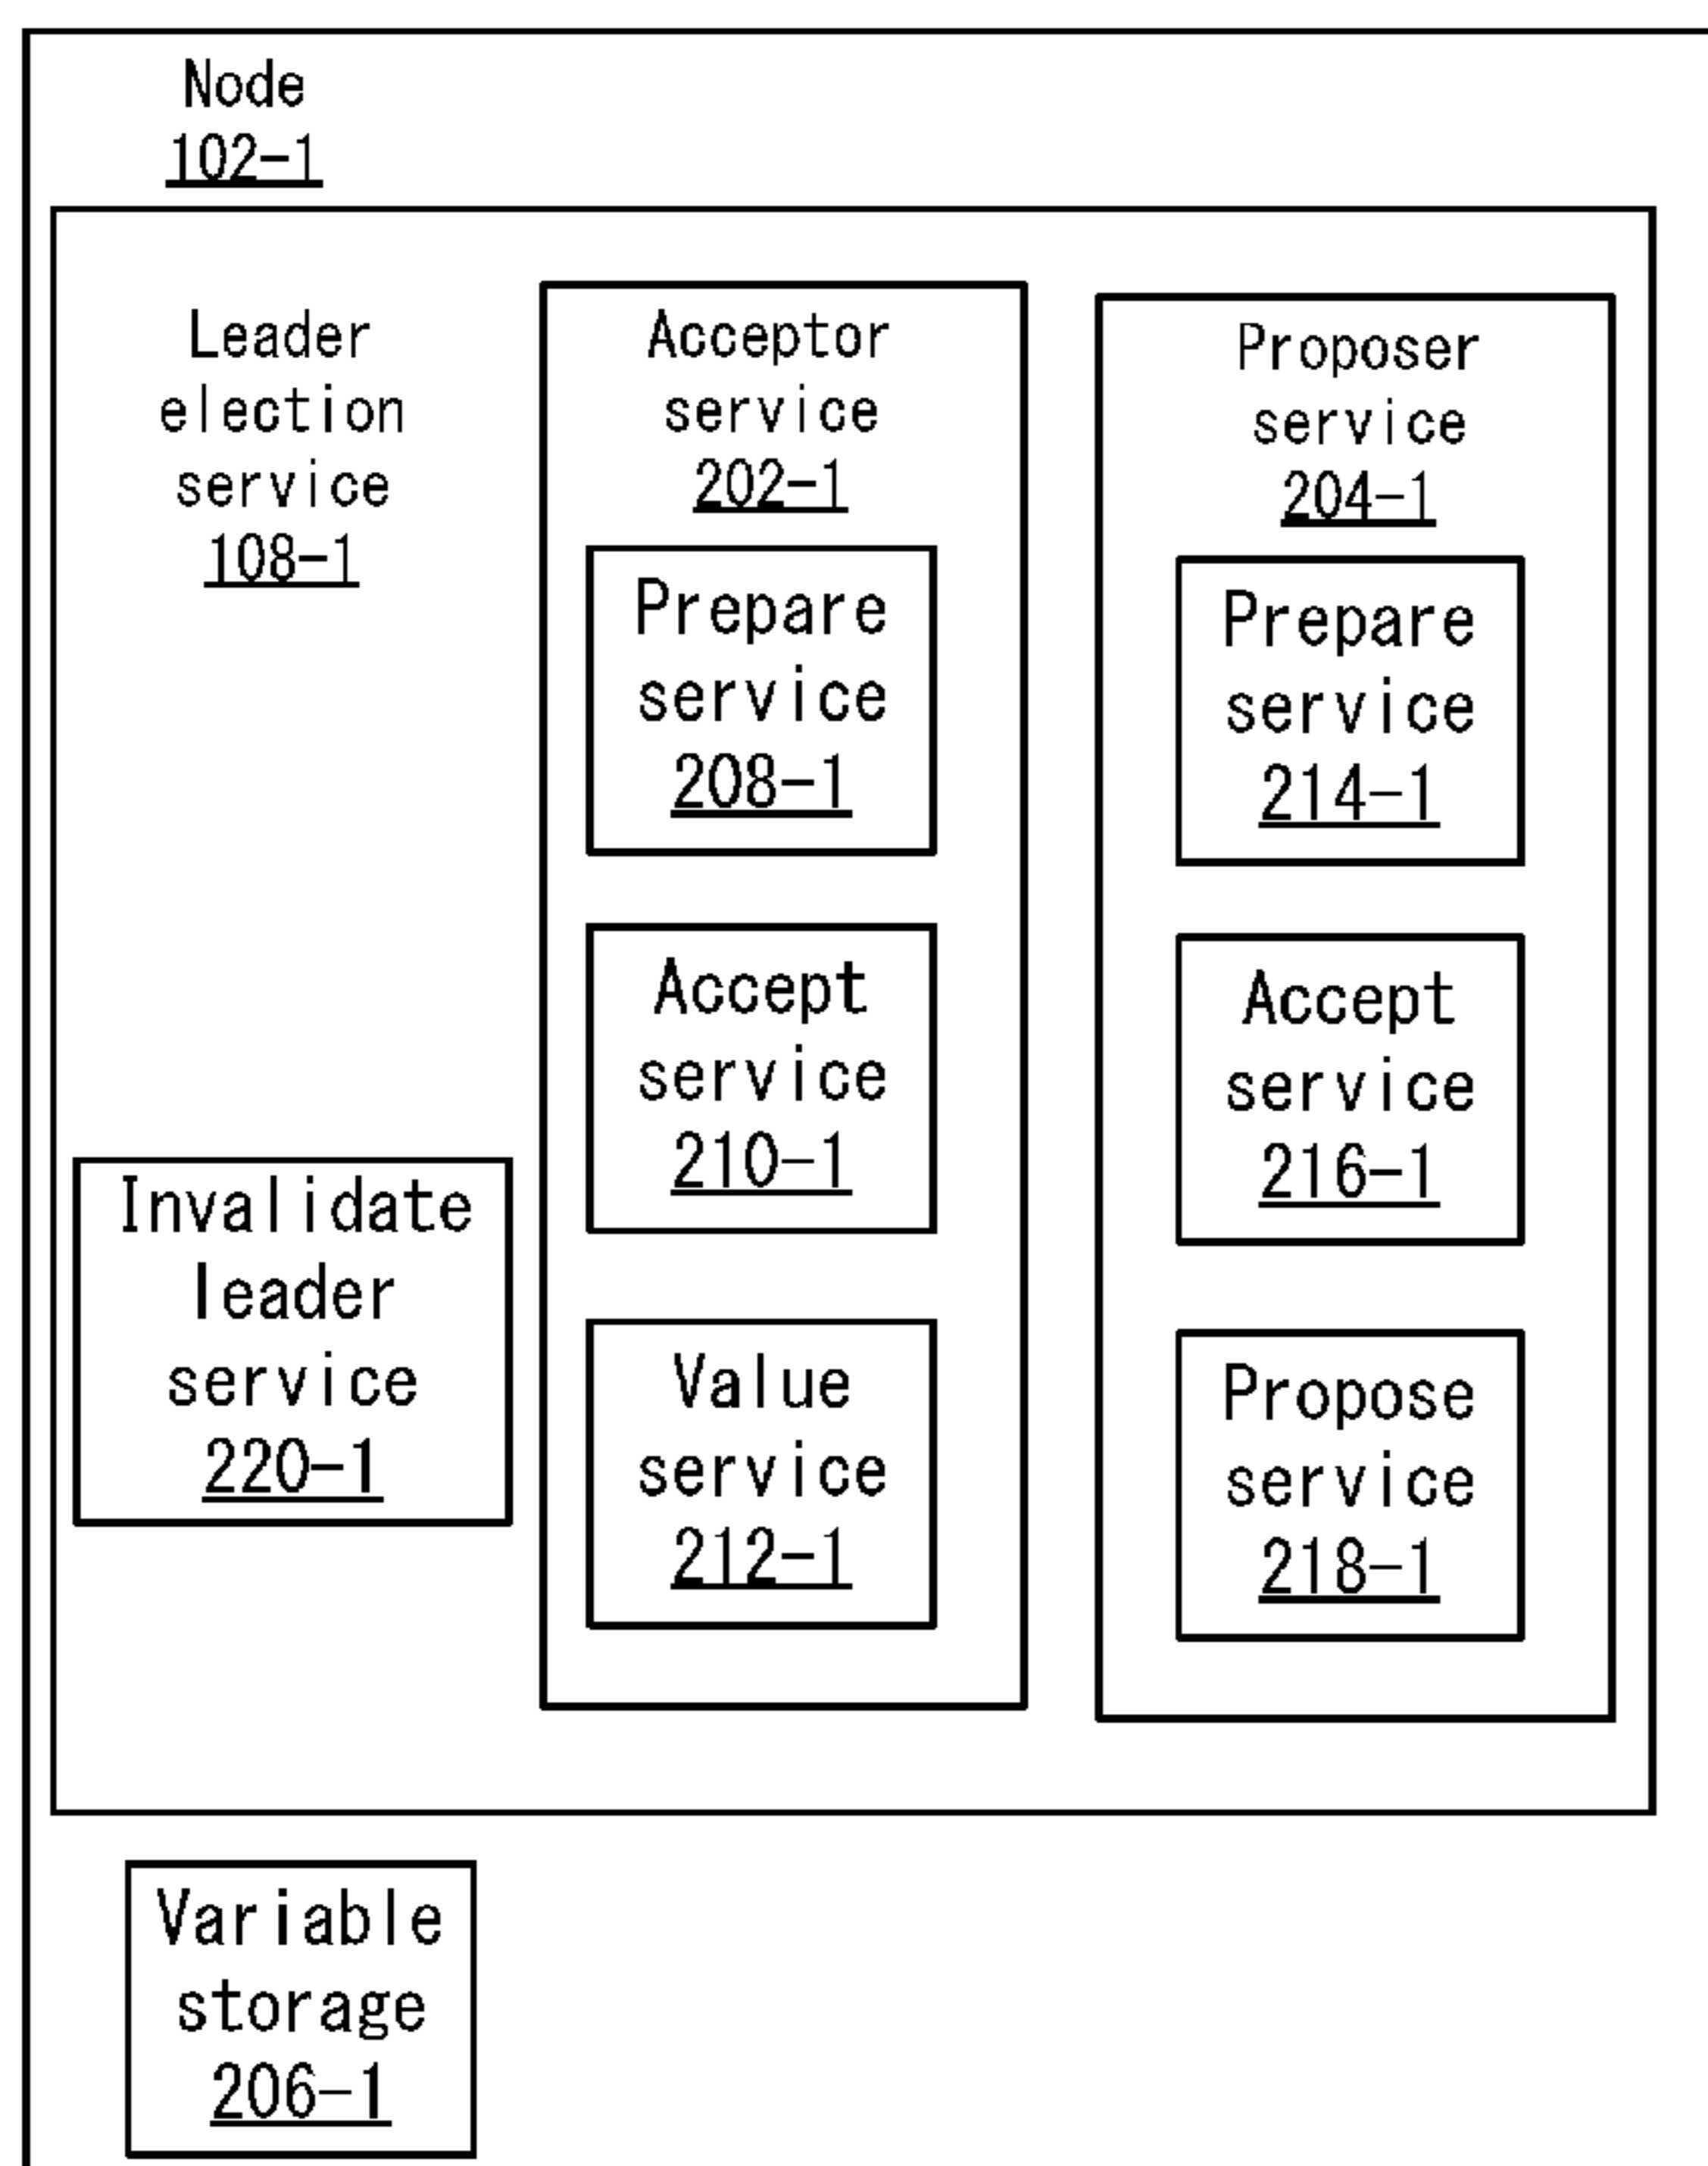 Node
102-1
Leader
election
service
108-1
Acceptor
service
202-1
Prepare
service
208-1
Accept
service
210-1
Value
service
212-1
Proposer
service
204-1
Prepare
service
214-1
Accept
service
216-1
Propose
service
218-1
Invalidate
leader
service
220-1
Variable
storage
206-1